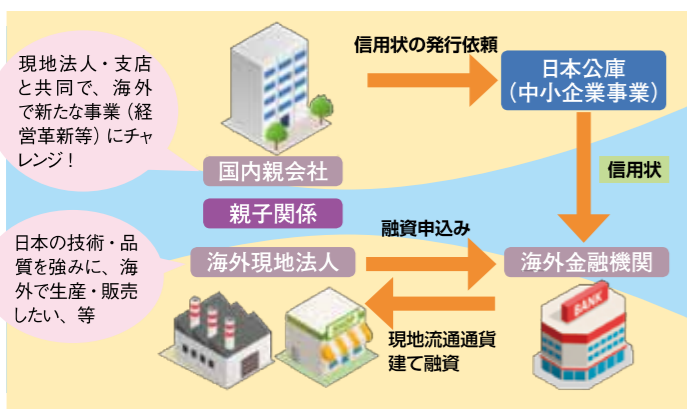 現地法人・支店
と共同で、海外
で新たな事業（経
営革新等）にチャ
レンジ！
国内親会社
信用状の発行依頼
日本公庫
（中小企業事業）
信用状
親子関係
日本の技術・品
質を強みに、海
外で生産・販売
したい、等
海外現地法人
融資申込み
海外金融機関
現地流通通貨
建て融資
BANK